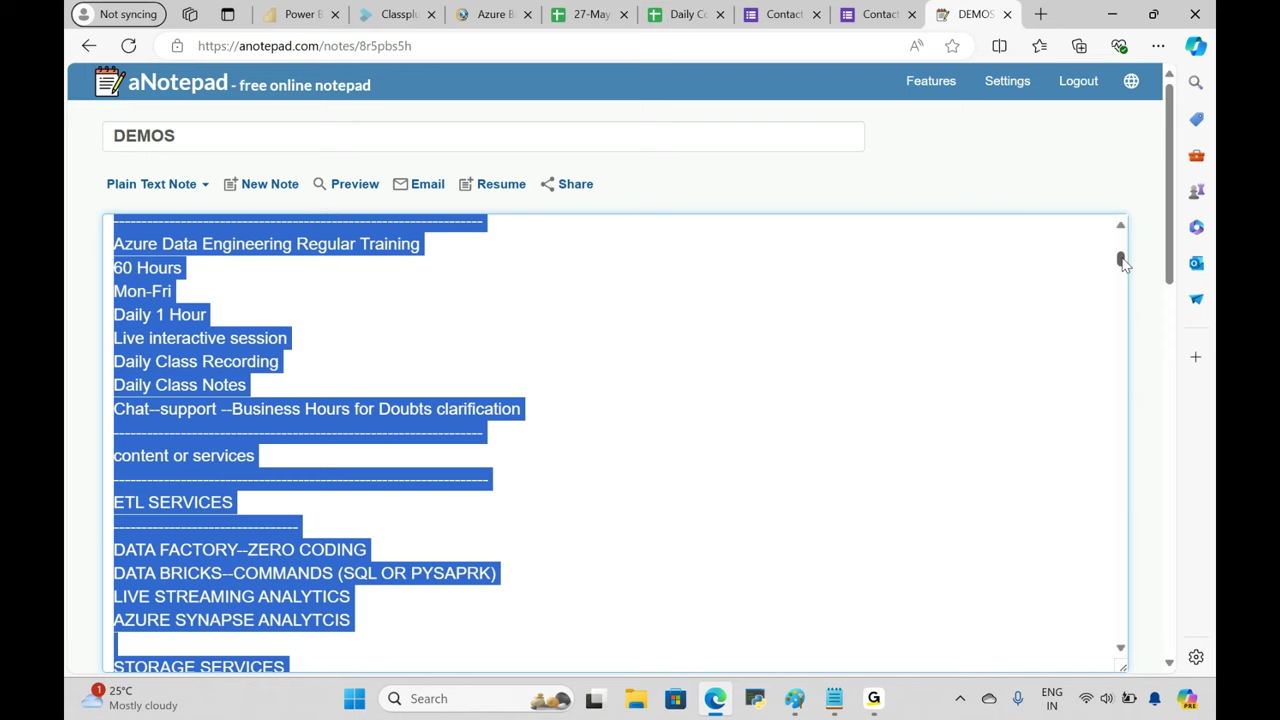 Not syncing
Power B
Classplu
Azure B
27-May
Daily Co
Contact
Contact
DEMOS
https://anotepad.com/notes/8r5pbs5h
aNotepad - free online notepad
Features
Settings
Logout
DEMOS
Plain Text Note
New Note
Preview
Email
Resume
Share
---------------------------------------------------------------
Azure Data Engineering Regular Training
60 Hours
Mon-Fri
Daily 1 Hour
Live interactive session
Daily Class Recording
Daily Class Notes
Chat--support --Business Hours for Doubts clarification
---------------------------------------------------------------
content or services
----------------------------------------------------------------
ETL SERVICES
-------------------------------
DATA FACTORY--ZERO CODING
DATA BRICKS--COMMANDS (SQL OR PYSAPRK)
LIVE STREAMING ANALYTICS
AZURE SYNAPSE ANALYTCIS
STORAGE SERVICES
1
25°C
Mostly cloudy
Search
G
ENG
IN
PRE